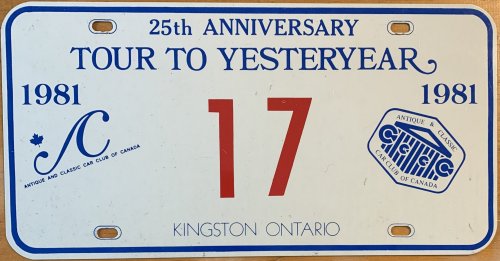 25th ANNIVERSARY
TOUR TO YESTERYEAR
1981
1981
AC
ANTIQUE AND CLASSIC CAR CLUB OF CANADA
17
ANTIQUE & CLASSIC
CAR CLUB OF CANADA
KINGSTON ONTARIO